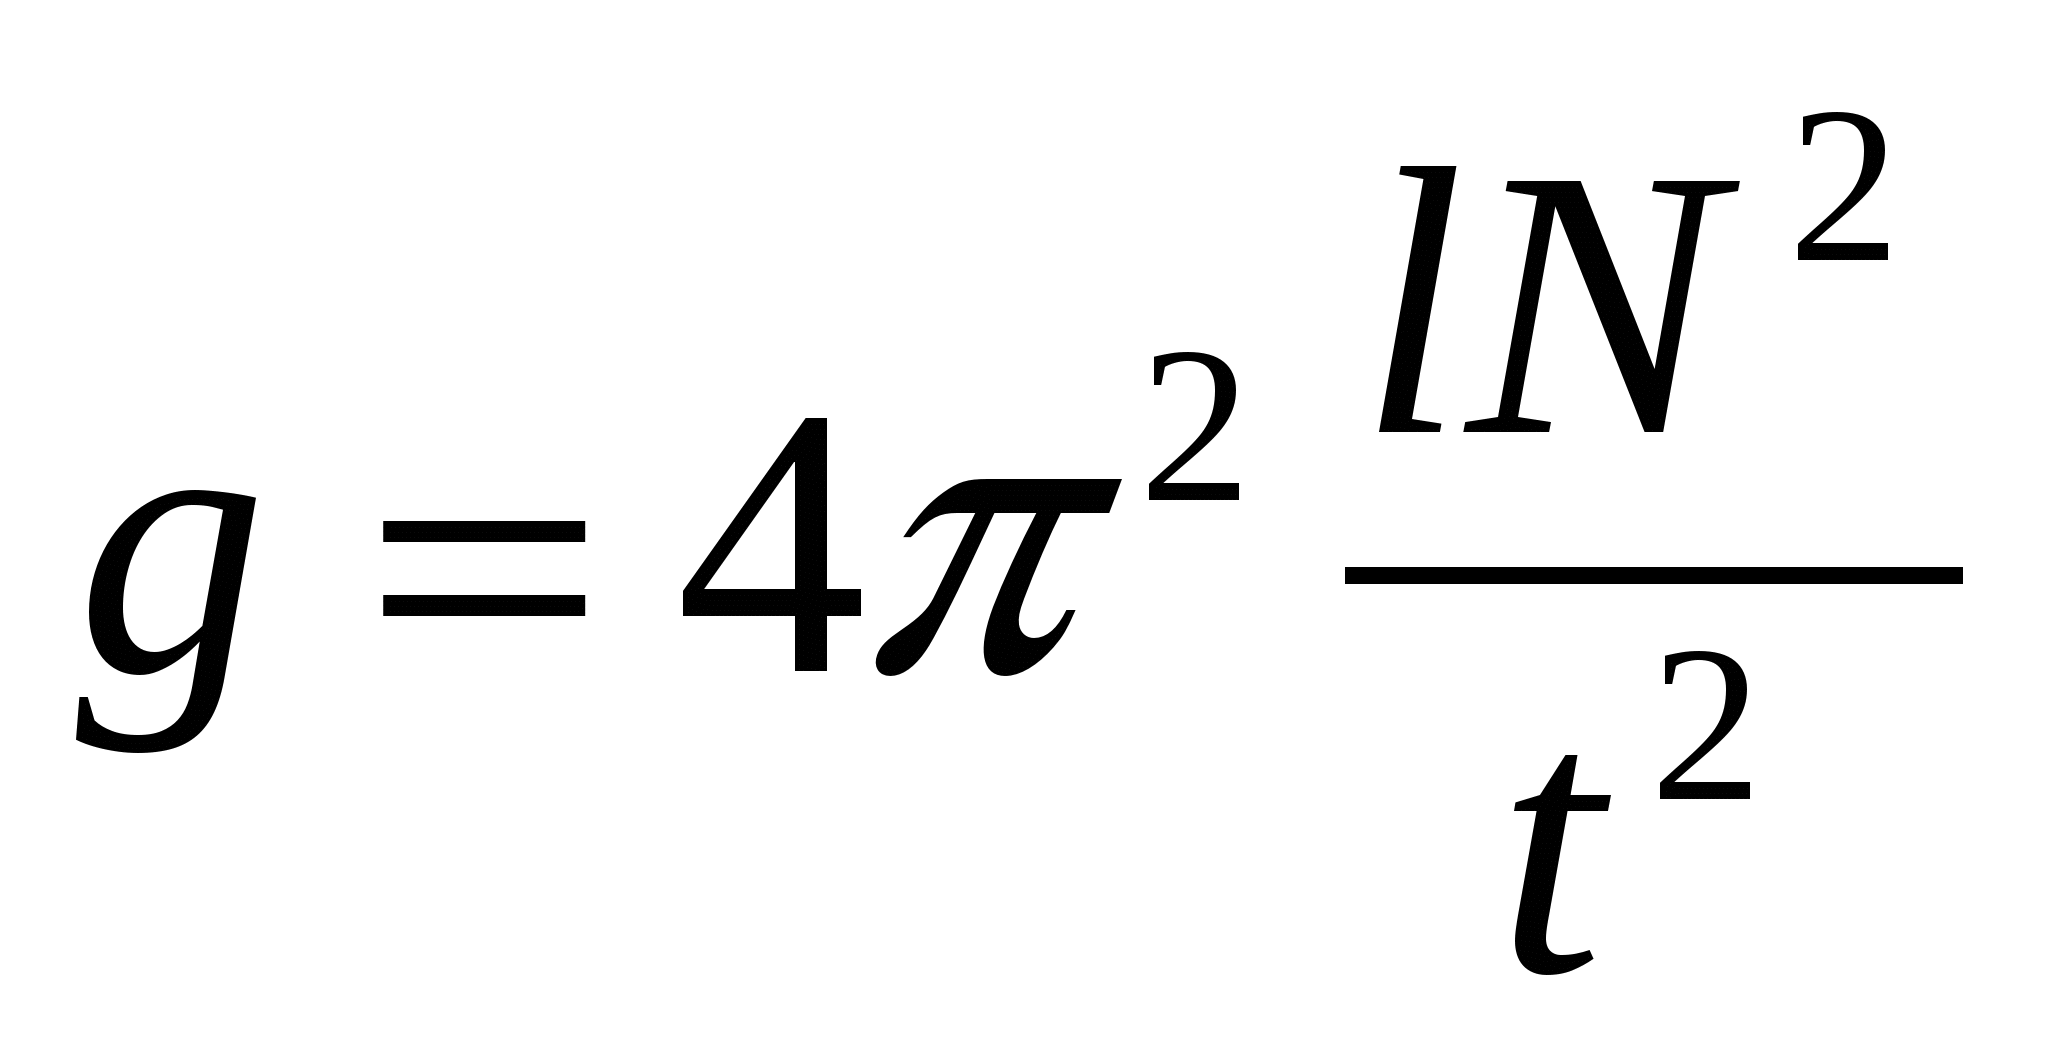 g = 4π² lN² / t²